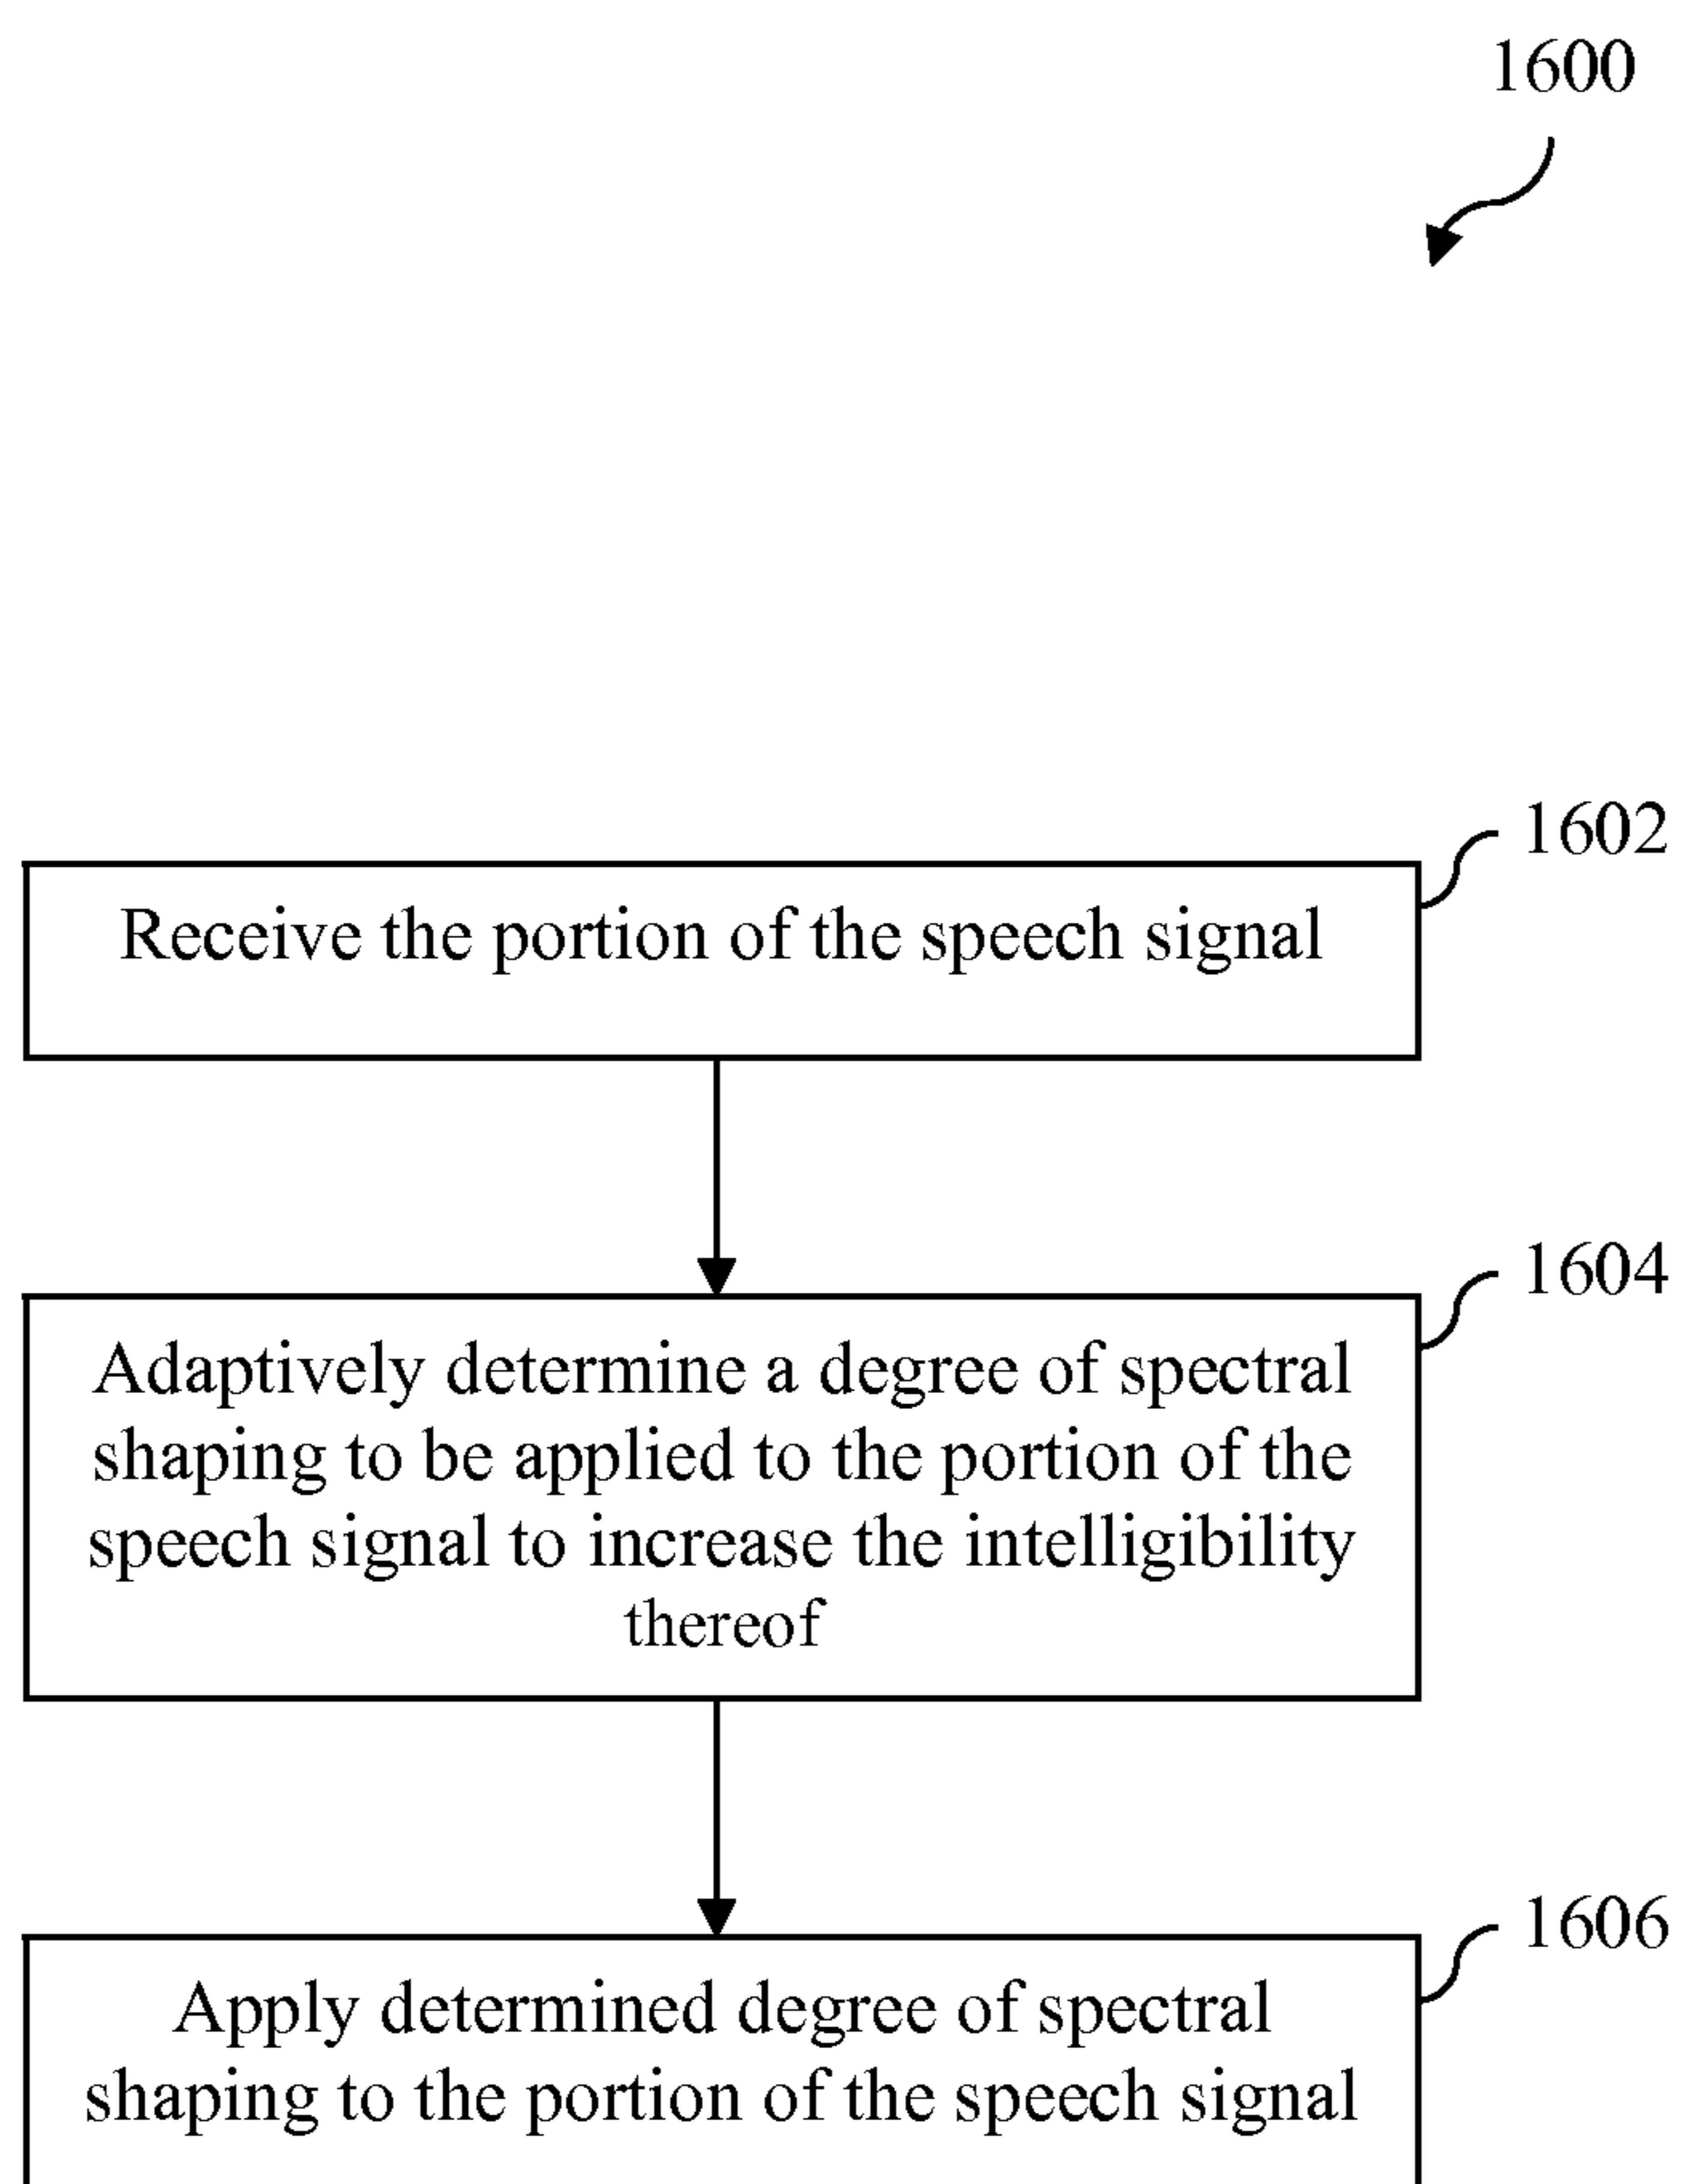 1600
1602
Receive the portion of the speech signal
1604
Adaptively determine a degree of spectral
shaping to be applied to the portion of the
speech signal to increase the intelligibility
thereof
1606
Apply determined degree of spectral
shaping to the portion of the speech signal